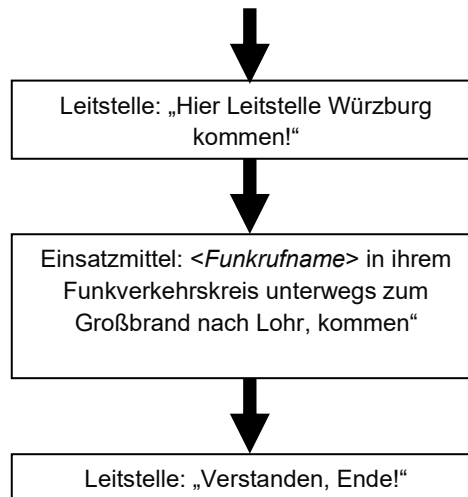 Leitstelle: „Hier Leitstelle Würzburg
kommen!“
Einsatzmittel: <Funkrufname> in ihrem
Funkverkehrskreis unterwegs zum
Großbrand nach Lohr, kommen“
Leitstelle: „Verstanden, Ende!“